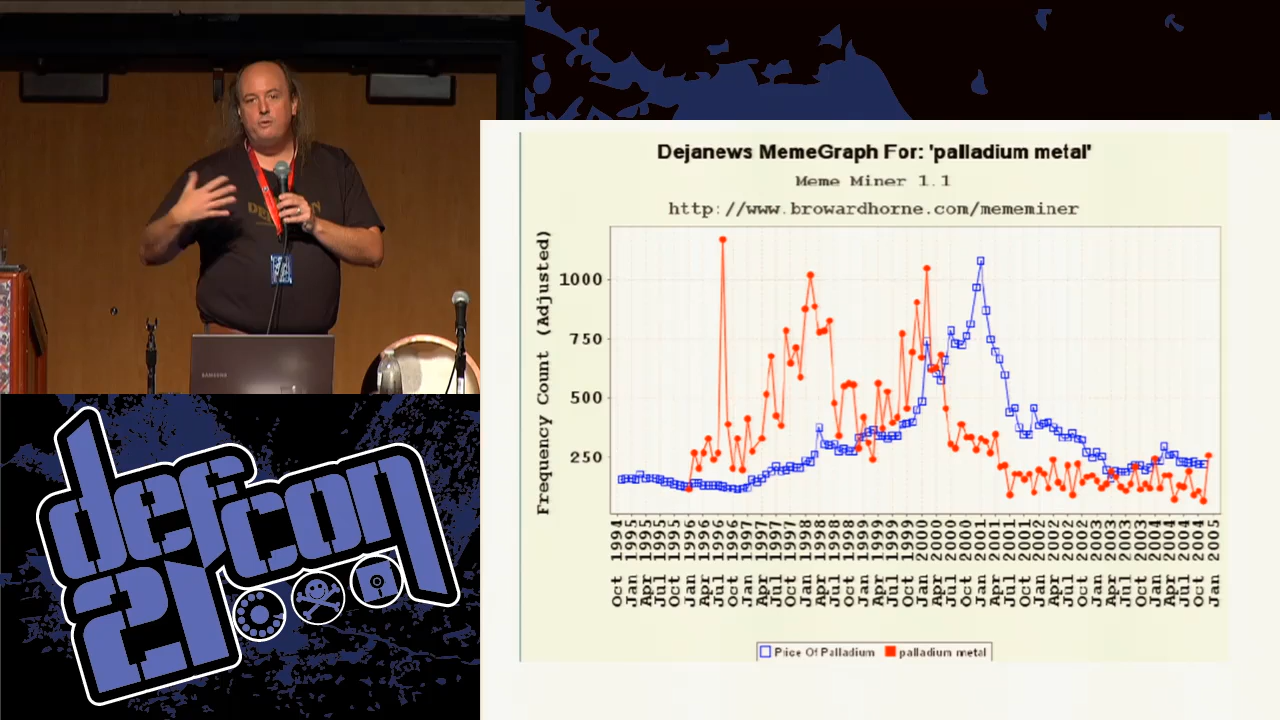 DEFCON
SAMSUNG
defcon
21
Dejanews MemeGraph For: 'palladium metal'
Meme Miner 1.1
http://www.browardhorne.com/mememiner
Frequency Count (Adjusted)
1000
750
500
250
Oct 1994
Jan 1995
Apr 1995
Jul 1995
Oct 1995
Jan 1996
Apr 1996
Jul 1996
Oct 1996
Jan 1997
Apr 1997
Jul 1997
Oct 1997
Jan 1998
Apr 1998
Jul 1998
Oct 1998
Jan 1999
Apr 1999
Jul 1999
Oct 1999
Jan 2000
Apr 2000
Jul 2000
Oct 2000
Jan 2001
Apr 2001
Jul 2001
Oct 2001
Jan 2002
Apr 2002
Jul 2002
Oct 2002
Jan 2003
Apr 2003
Jul 2003
Oct 2003
Jan 2004
Apr 2004
Jul 2004
Oct 2004
Jan 2005
Price Of Palladium
palladium metal